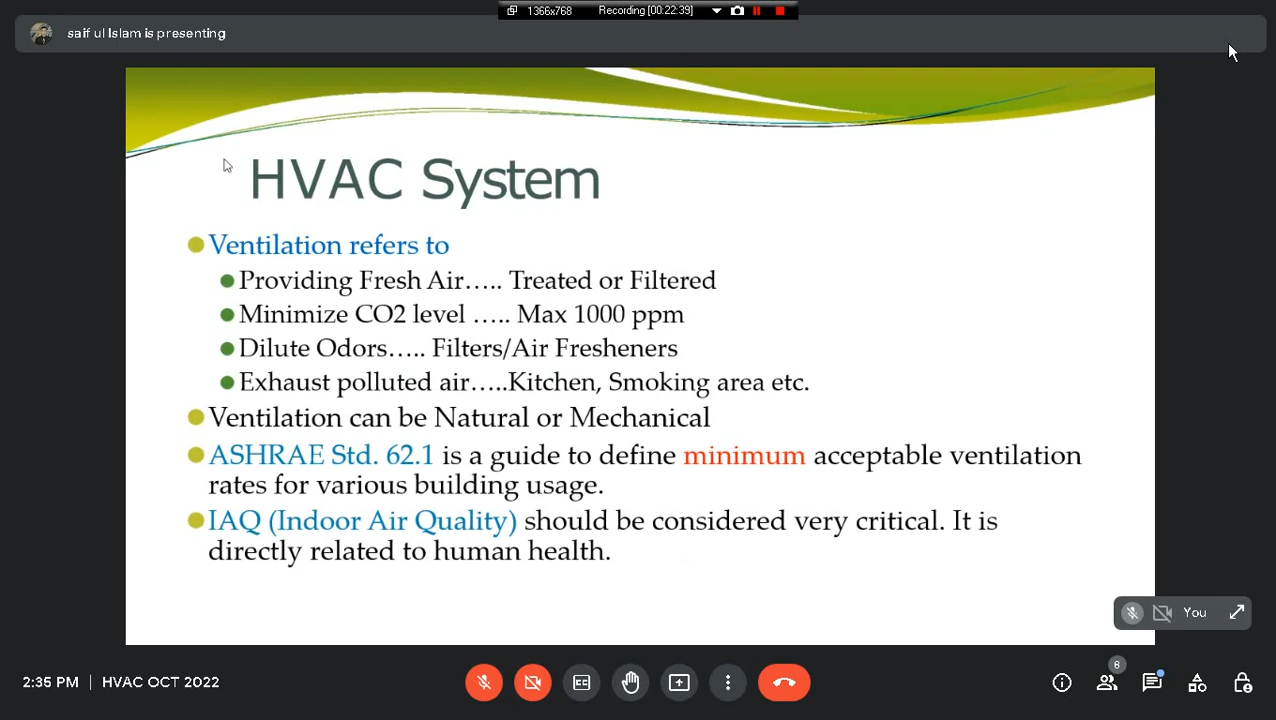 1366x768 Recording [00:22:39]
saif ul Islam is presenting
HVAC System
Ventilation refers to
Providing Fresh Air….. Treated or Filtered
Minimize CO2 level ….. Max 1000 ppm
Dilute Odors….. Filters/Air Fresheners
Exhaust polluted air…..Kitchen, Smoking area etc.
Ventilation can be Natural or Mechanical
ASHRAE Std. 62.1 is a guide to define minimum acceptable ventilation
rates for various building usage.
IAQ (Indoor Air Quality) should be considered very critical. It is
directly related to human health.
You
2:35 PM | HVAC OCT 2022
CC
6